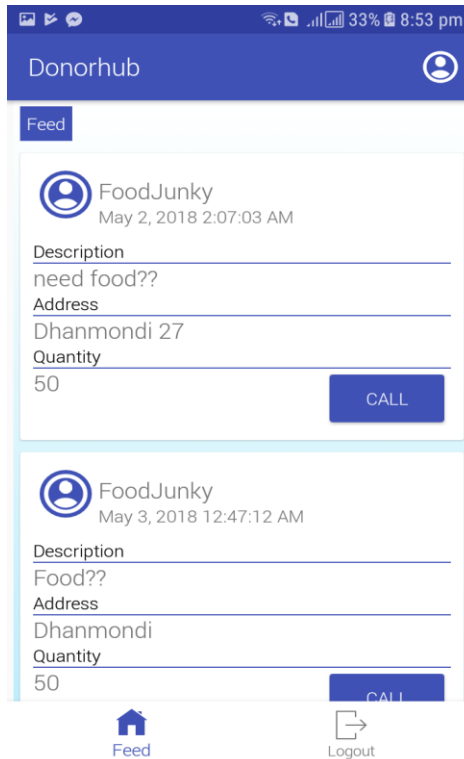 33% 8:53 pm
Donorhub
Feed
FoodJunky
May 2, 2018 2:07:03 AM
Description
need food??
Address
Dhanmondi 27
Quantity
50
CALL
FoodJunky
May 3, 2018 12:47:12 AM
Description
Food??
Address
Dhanmondi
Quantity
50
CALL
Feed
Logout